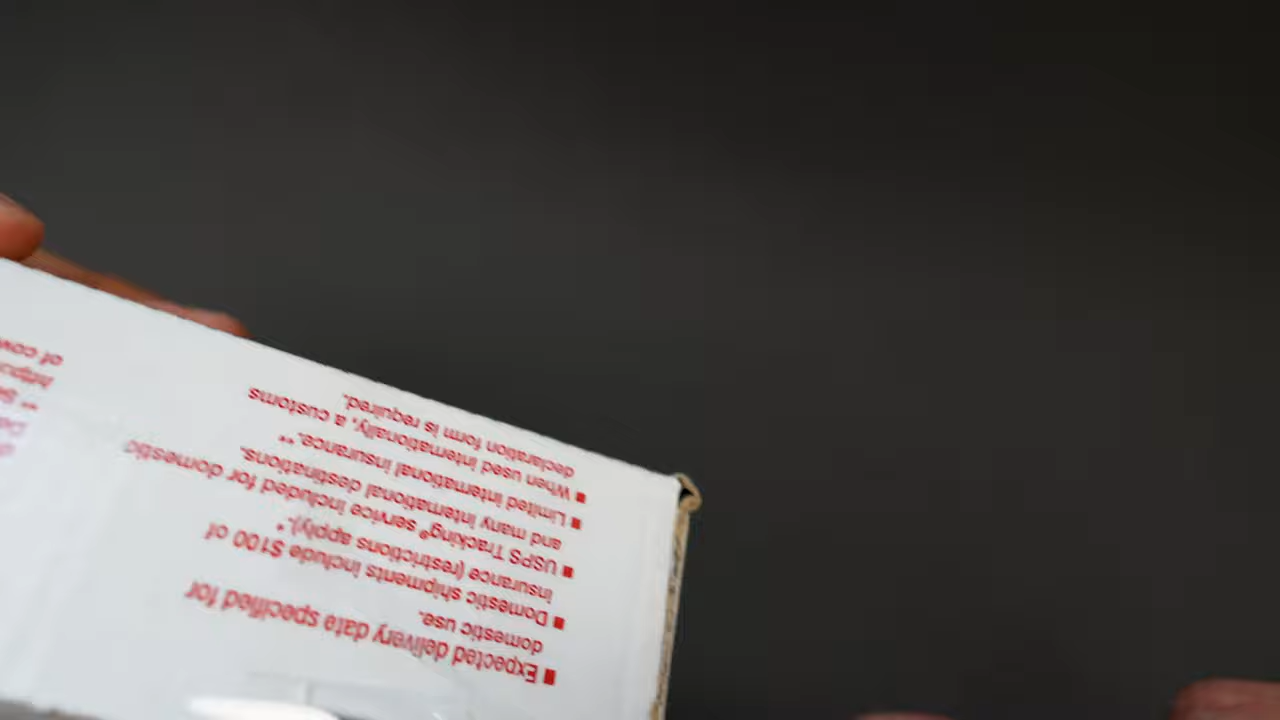 ■ Expected delivery date specified for
domestic use.
■ Domestic shipments include $100 of
insurance (restrictions apply).*
■ USPS Tracking® service included for domestic
and many international destinations.
■ Limited international insurance.**
■ When used internationally, a customs
declaration form is required.
of